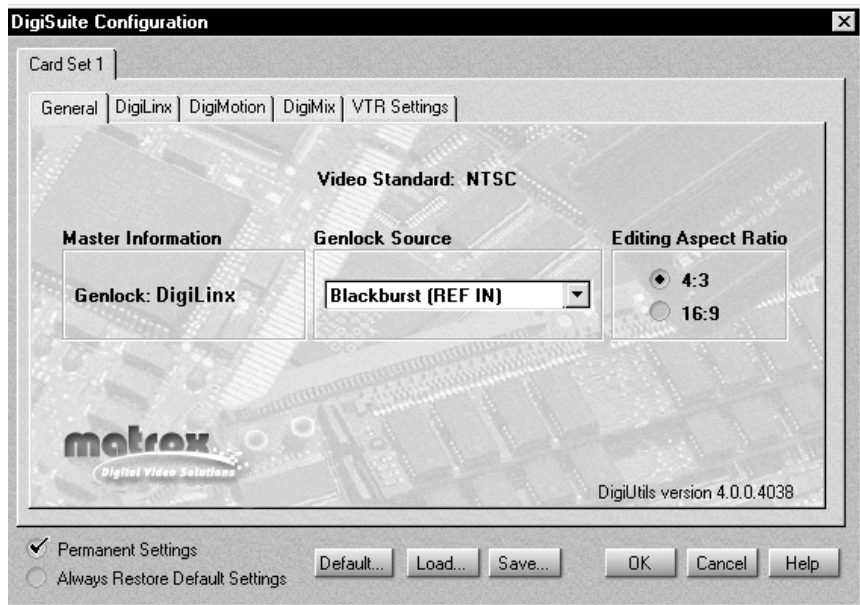 DigiSuite Configuration
Card Set 1
General DigiLinx DigiMotion DigiMix VTR Settings
Video Standard: NTSC
Master Information Genlock Source Editing Aspect Ratio
Genlock: DigiLinx Blackburst (REF IN) 4:3
16:9
matrox
Digital Video Solutions
DigiUtils version 4.0.0.4038
Permanent Settings
Always Restore Default Settings
Default... Load... Save... OK Cancel Help